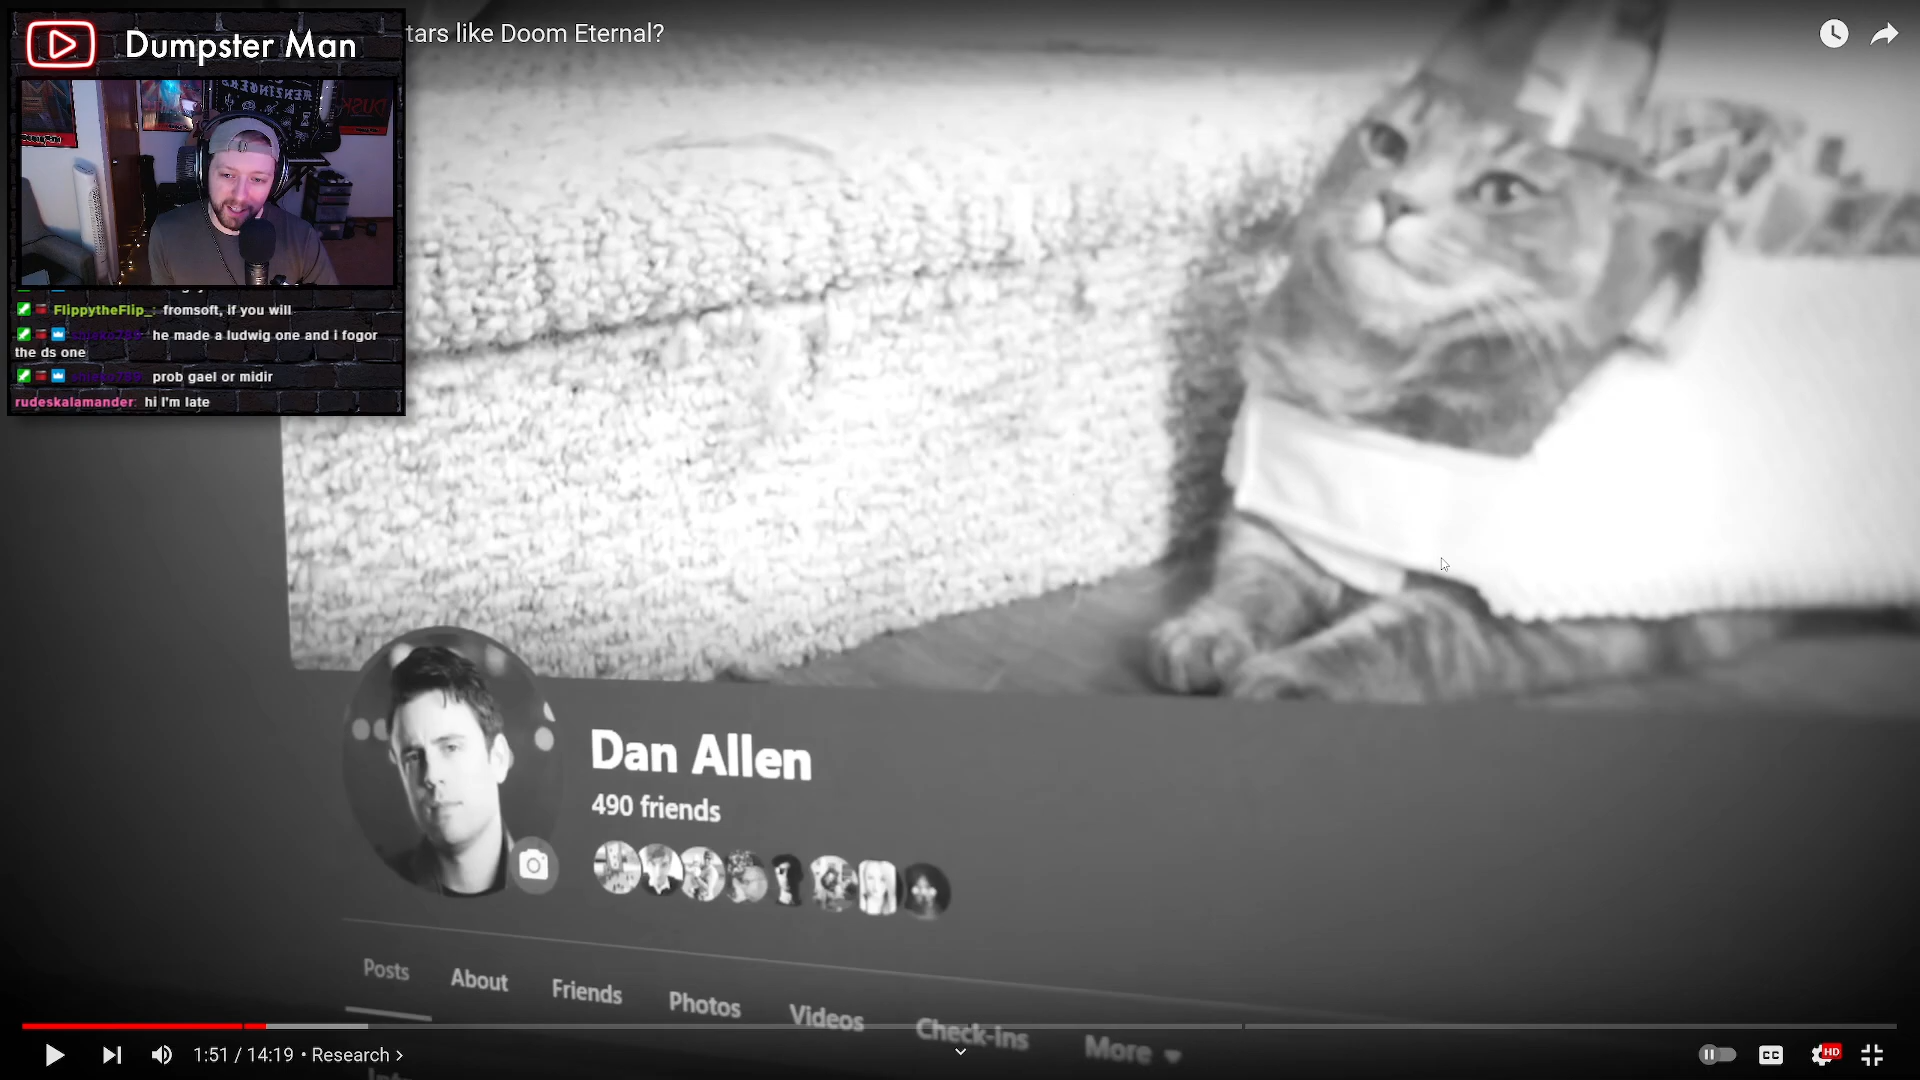 Dumpster Man
tars like Doom Eternal?
FlippytheFlip_: fromsoft, if you will
he made a ludwig one and i fogor
the ds one
prob gael or midir
rudeskalamander: hi I'm late
Dan Allen
490 friends
Posts About Friends Photos Videos Check-ins More
1:51 / 14:19 • Research ›
CC
HD